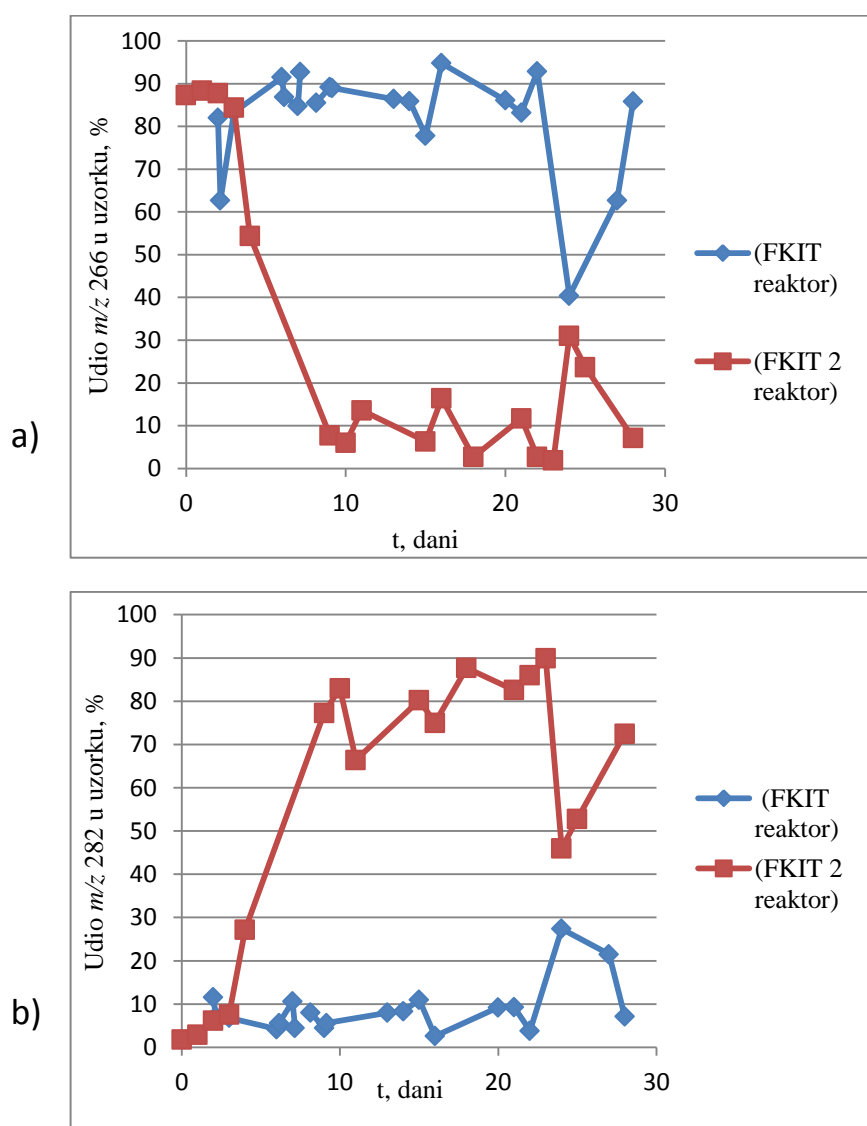 100
90
80
70
60
50
40
30
20
10
0
Udio m/z 266 u uzorku, %
0 10 20 30
t, dani
(FKIT
reaktor)
(FKIT 2
reaktor)
a)
100
90
80
70
60
50
40
30
20
10
0
Udio m/z 282 u uzorku, %
0 10 20 30
t, dani
(FKIT
reaktor)
(FKIT 2
reaktor)
b)